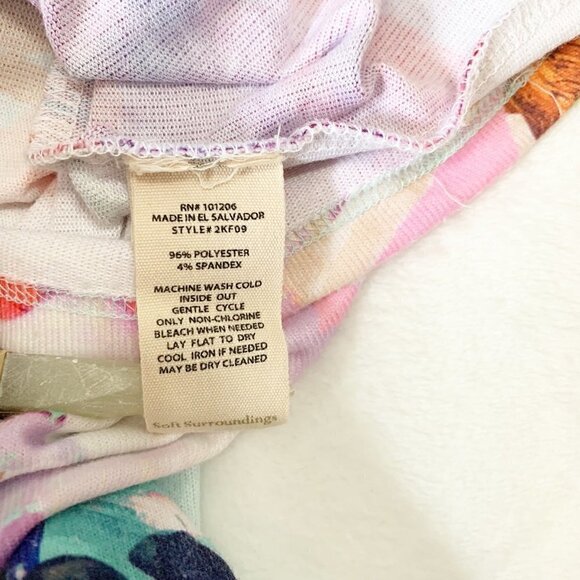 RN# 101206
MADE IN EL SALVADOR
STYLE# 2KF09
96% POLYESTER
4% SPANDEX
MACHINE WASH COLD
INSIDE OUT
GENTLE CYCLE
ONLY NON-CHLORINE
BLEACH WHEN NEEDED
LAY FLAT TO DRY
COOL IRON IF NEEDED
MAY BE DRY CLEANED
Soft Surroundings